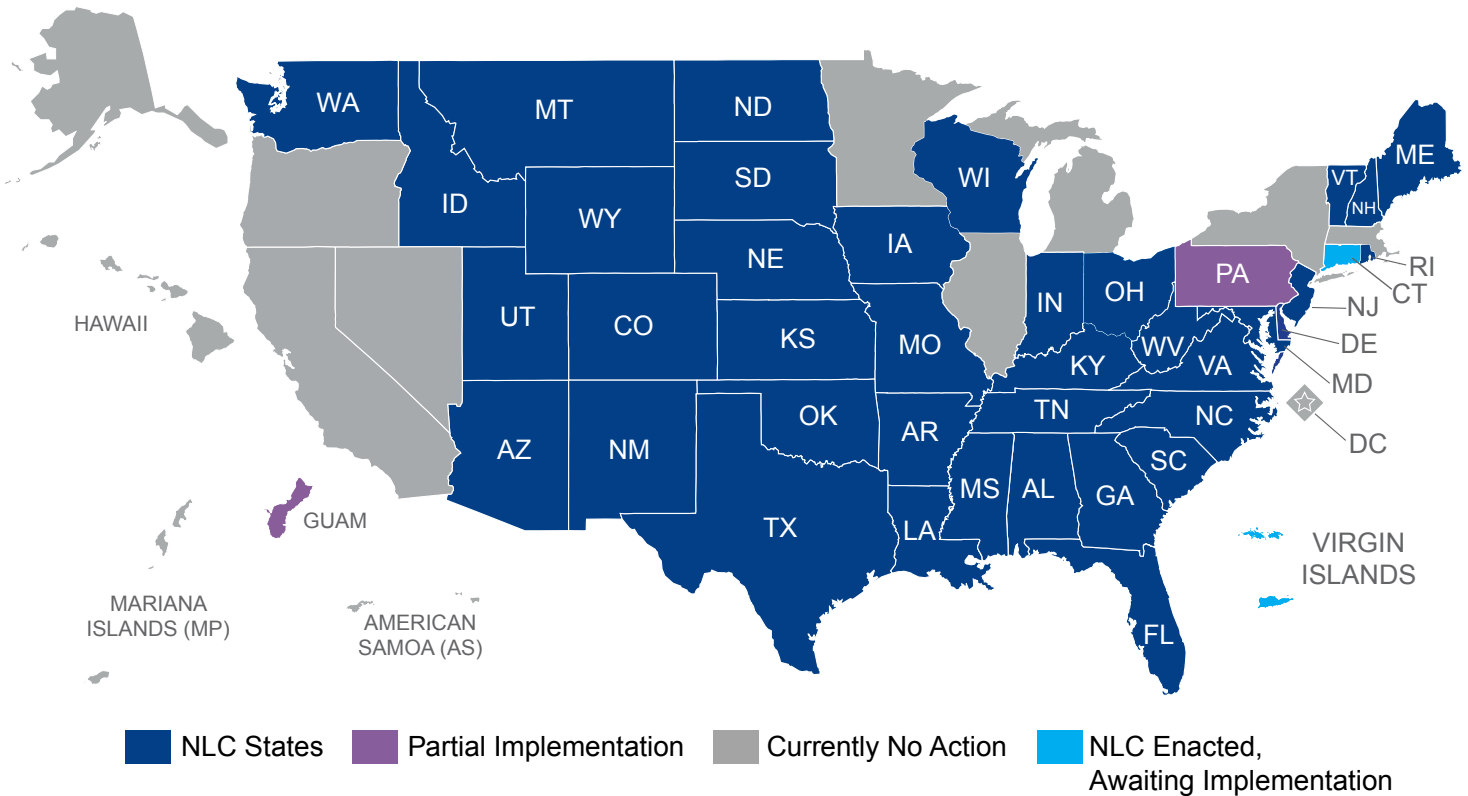 WA
MT
ND
ME
VT
SD
WI
ID
NH
WY
IA
NE
RI
PA
CT
OH
IN
NJ
UT
CO
HAWAII
KS
MO
WV
DE
KY
VA
MD
TN
NC
OK
AR
DC
AZ
NM
SC
MS
AL
GA
GUAM
TX
LA
VIRGIN
ISLANDS
MARIANA
ISLANDS (MP)
AMERICAN
SAMOA (AS)
FL
NLC States
Partial Implementation
Currently No Action
NLC Enacted,
Awaiting Implementation